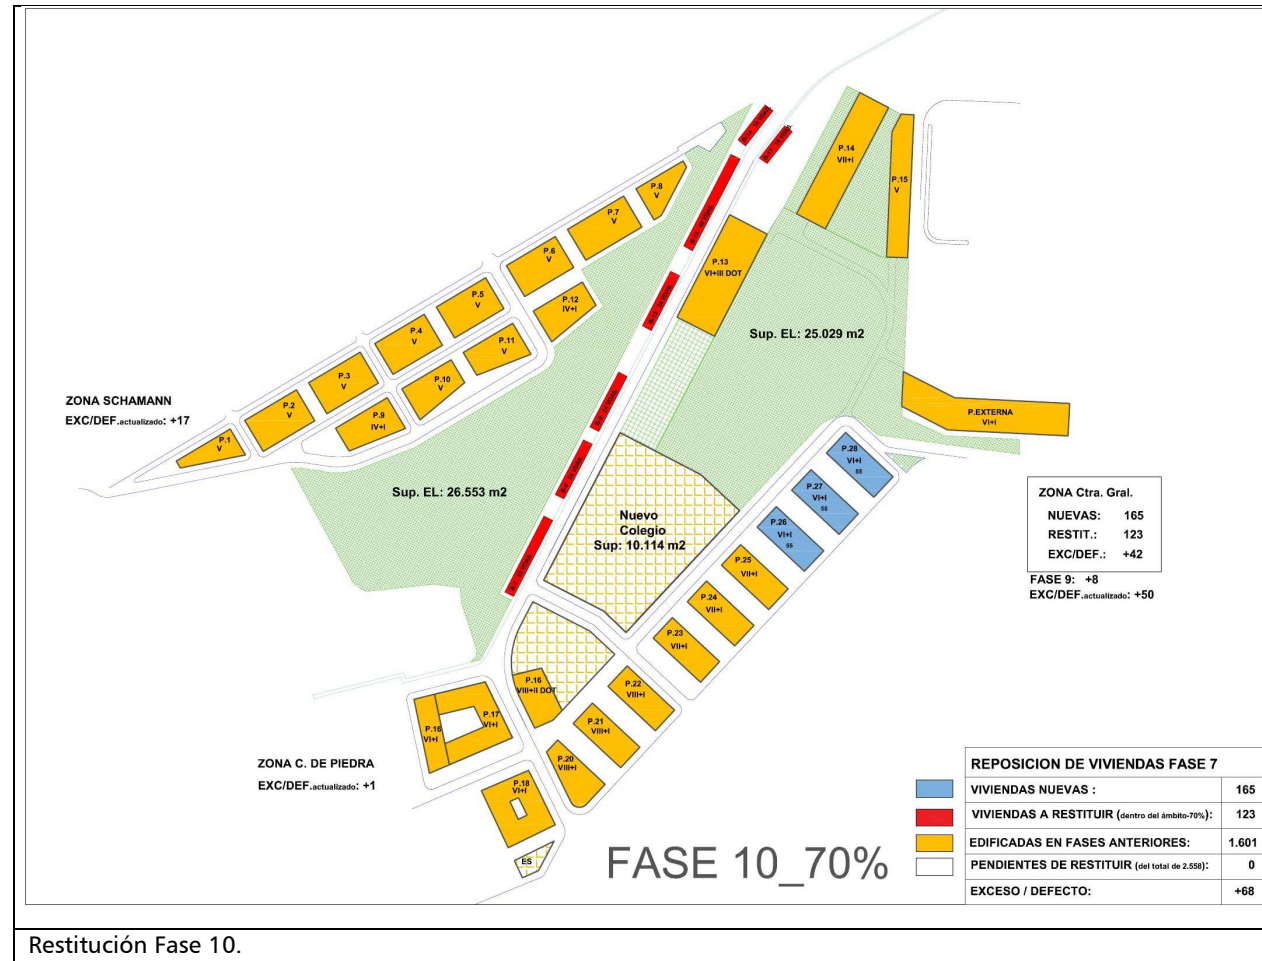 P.14
VII+I
P.15
V
P.8
V
P.7
V
P.6
V
P.5
V
P.4
V
P.3
V
P.2
V
P.1
V
P.12
IV+I
P.11
V
P.10
V
P.9
IV+I
P.13
VI+III DOT
Sup. EL: 25.029 m2
ZONA SCHAMANN
EXC/DEF.actualizado: +17
P.EXTERNA
VI+I
Sup. EL: 26.553 m2
Nuevo
Colegio
Sup: 10.114 m2
P.28
VI+I
55
P.27
VI+I
55
P.26
VI+I
55
P.25
VII+I
P.24
VII+I
P.23
VII+I
P.22
VIII+I
P.21
VIII+I
P.20
VIII+I
P.16
VIII+II DOT
P.17
VI+I
P.16
VI+I
P.18
VI+I
ES
ZONA Ctra. Gral.
NUEVAS: 165
RESTIT.: 123
EXC/DEF.: +42
FASE 9: +8
EXC/DEF.actualizado: +50
ZONA C. DE PIEDRA
EXC/DEF.actualizado: +1
FASE 10_70%
REPOSICION DE VIVIENDAS FASE 7
VIVIENDAS NUEVAS : 165
VIVIENDAS A RESTITUIR (dentro del ámbito-70%): 123
EDIFICADAS EN FASES ANTERIORES: 1.601
PENDIENTES DE RESTITUIR (del total de 2.558): 0
EXCESO / DEFECTO: +68
Restitución Fase 10.